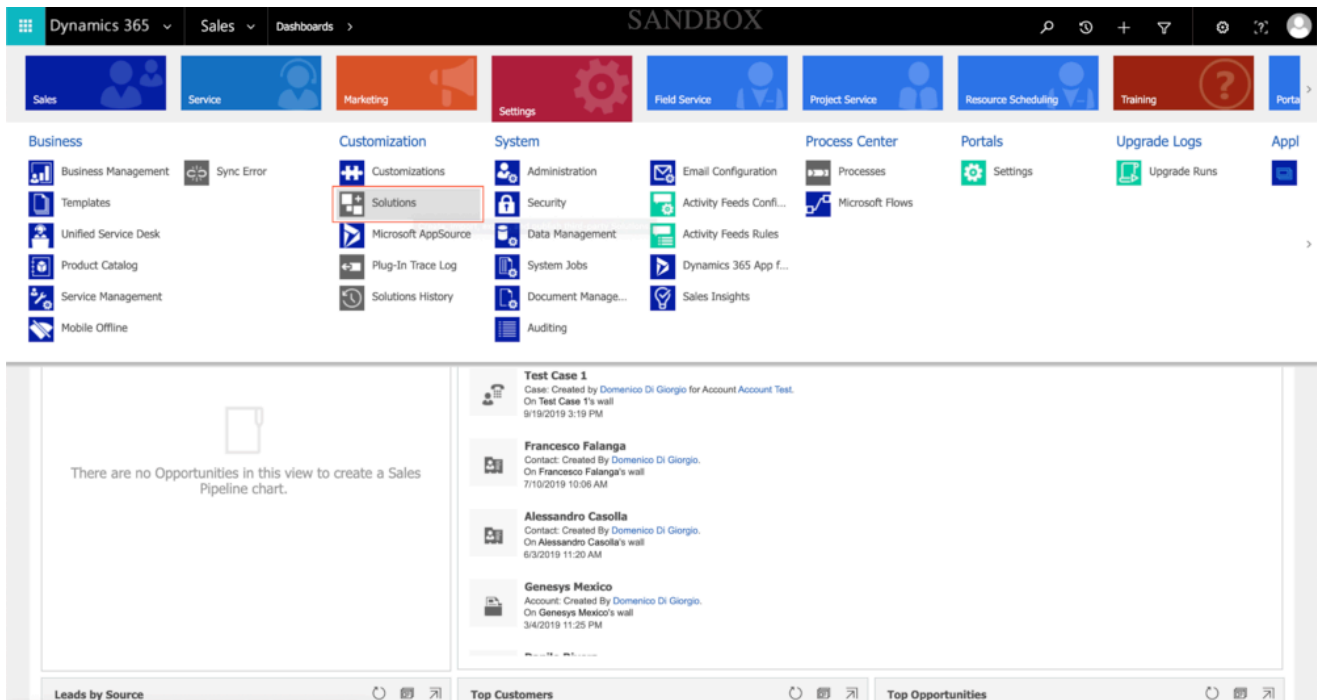 Dynamics 365 Sales Dashboards SANDBOX
Sales Service Marketing Settings Field Service Project Service Resource Scheduling Training Porta
Business
Business Management
Sync Error
Templates
Unified Service Desk
Product Catalog
Service Management
Mobile Offline
Customization
Customizations
Solutions
Microsoft AppSource
Plug-In Trace Log
Solutions History
System
Administration
Security
Data Management
System Jobs
Document Manage...
Auditing
Email Configuration
Activity Feeds Confi...
Activity Feeds Rules
Dynamics 365 App f...
Sales Insights
Process Center
Processes
Microsoft Flows
Portals
Settings
Upgrade Logs
Upgrade Runs
Appl
There are no Opportunities in this view to create a Sales
Pipeline chart.
Test Case 1
Case: Created by Domenico Di Giorgio for Account Account Test.
On Test Case 1's wall
9/19/2019 3:19 PM
Francesco Falanga
Contact: Created By Domenico Di Giorgio.
On Francesco Falanga's wall
7/10/2019 10:06 AM
Alessandro Casolla
Contact: Created By Domenico Di Giorgio.
On Alessandro Casolla's wall
6/3/2019 11:20 AM
Genesys Mexico
Account: Created By Domenico Di Giorgio.
On Genesys Mexico's wall
3/4/2019 11:25 PM
Leads by Source
Top Customers
Top Opportunities